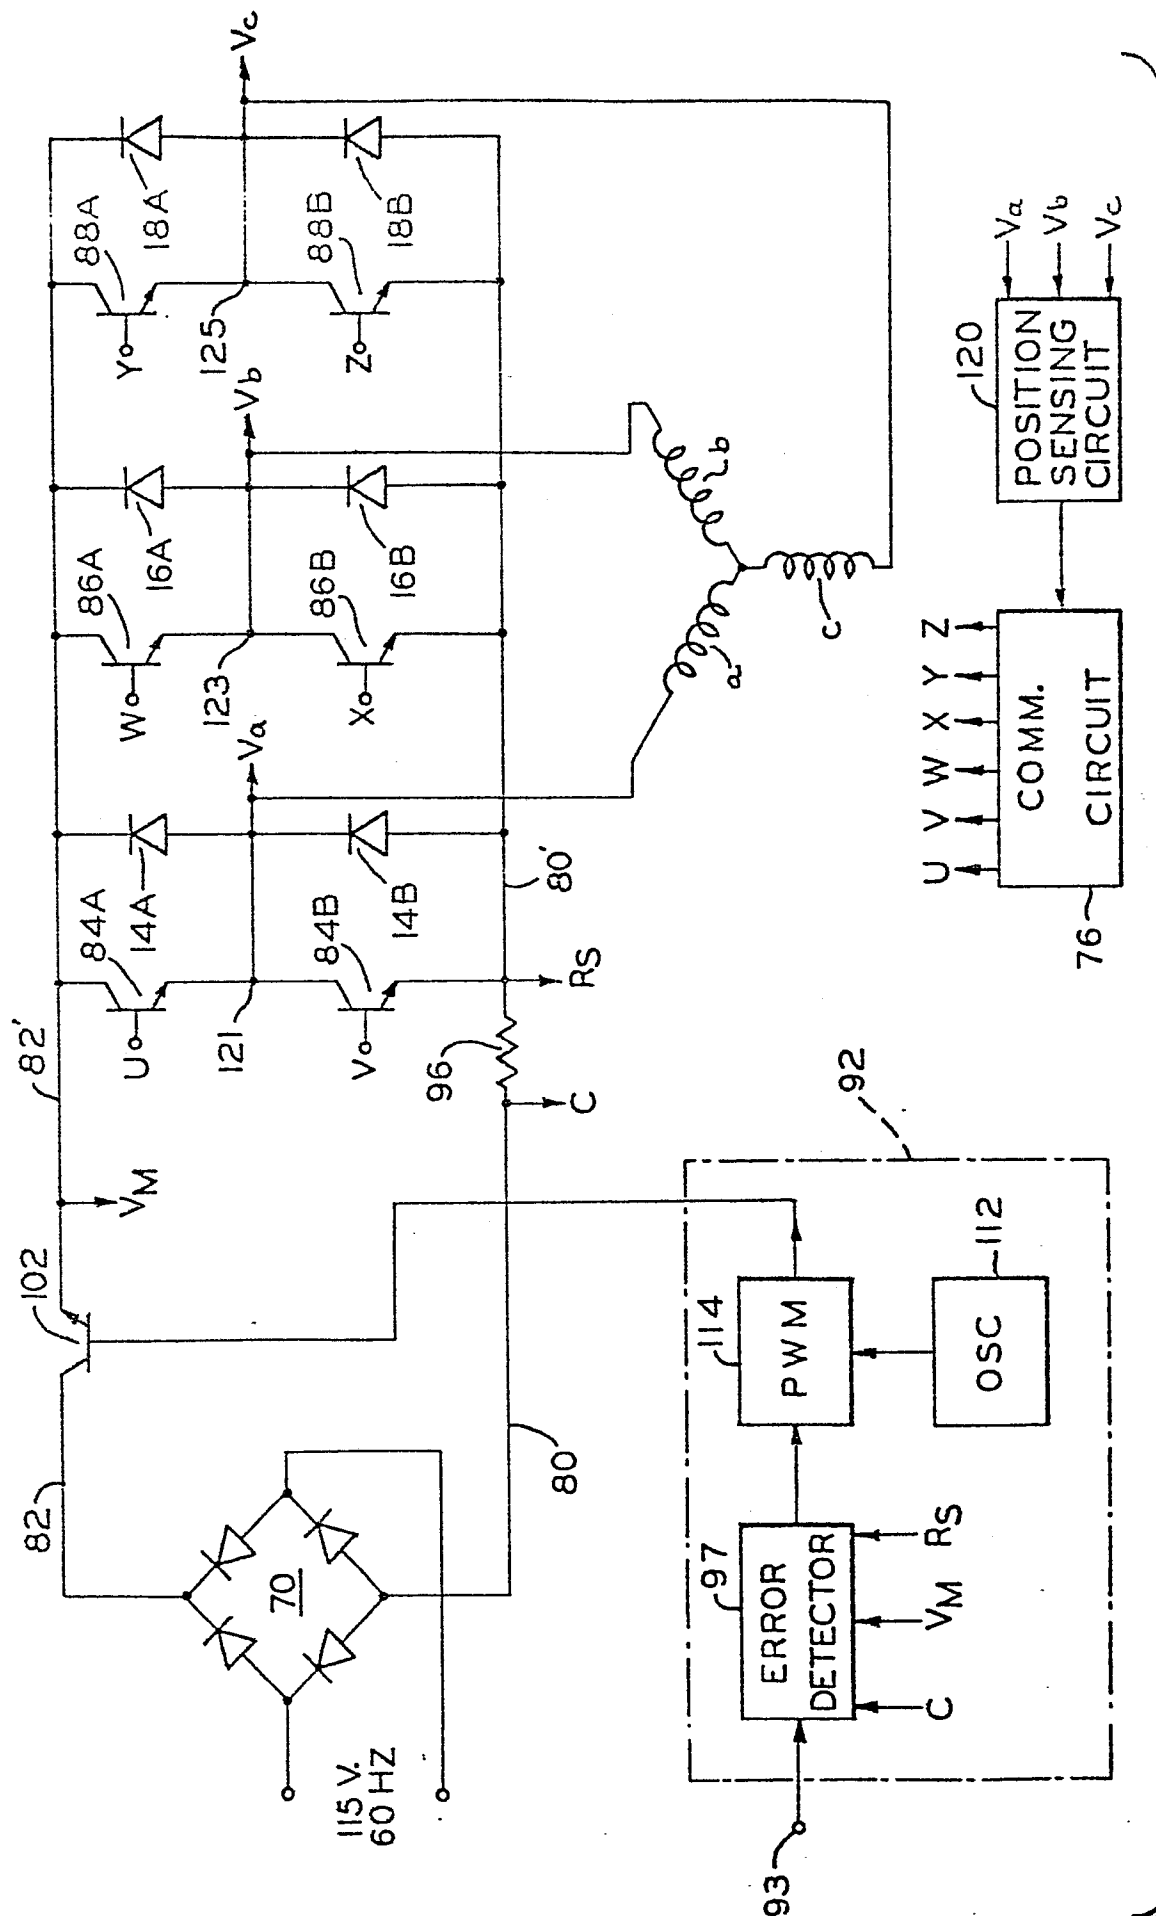 115 V.
60 HZ
70
82
102
VM
82'
80
96
C
RS
80'
U
84A
14A
121
Va
V
84B
14B
W
86A
16A
123
Vb
X
86B
16B
Y
88A
18A
125
Vc
Z
88B
18B
a
b
c
93
97
ERROR
DETECTOR
C
VM
RS
114
PWM
112
OSC
92
76
COMM.
CIRCUIT
U
V
W
X
Y
Z
120
POSITION
SENSING
CIRCUIT
Va
Vb
Vc